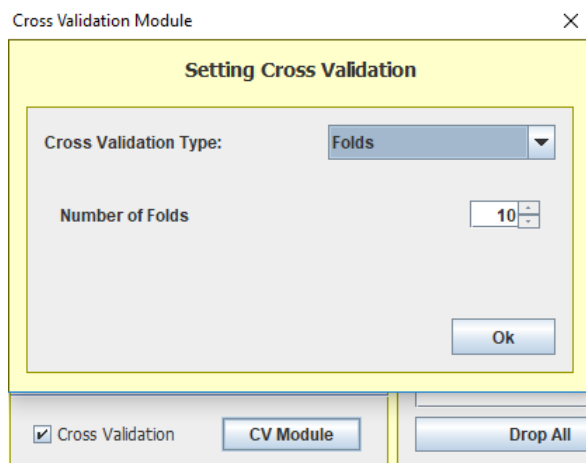 Cross Validation Module
Setting Cross Validation
Cross Validation Type: Folds
Number of Folds 10
Ok
Cross Validation CV Module Drop All